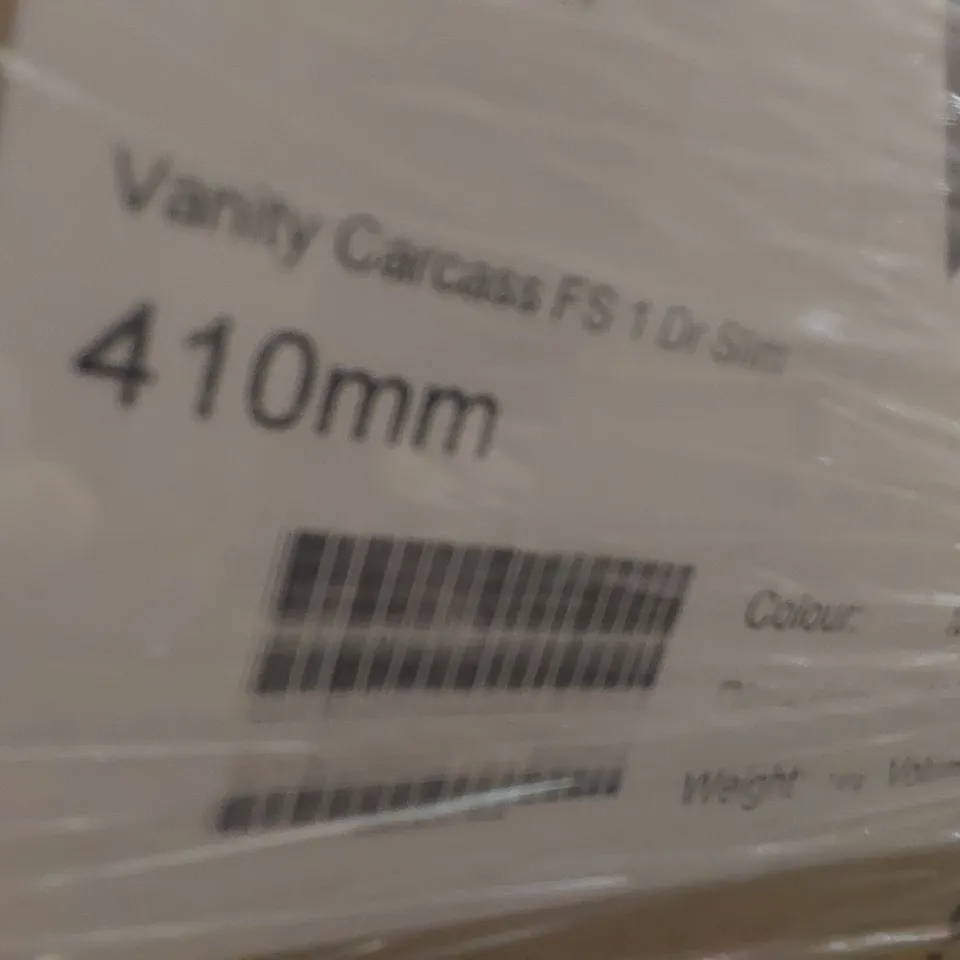 Vanity Carcass FS 1 Dr Slim
410mm
Colour:
Weight